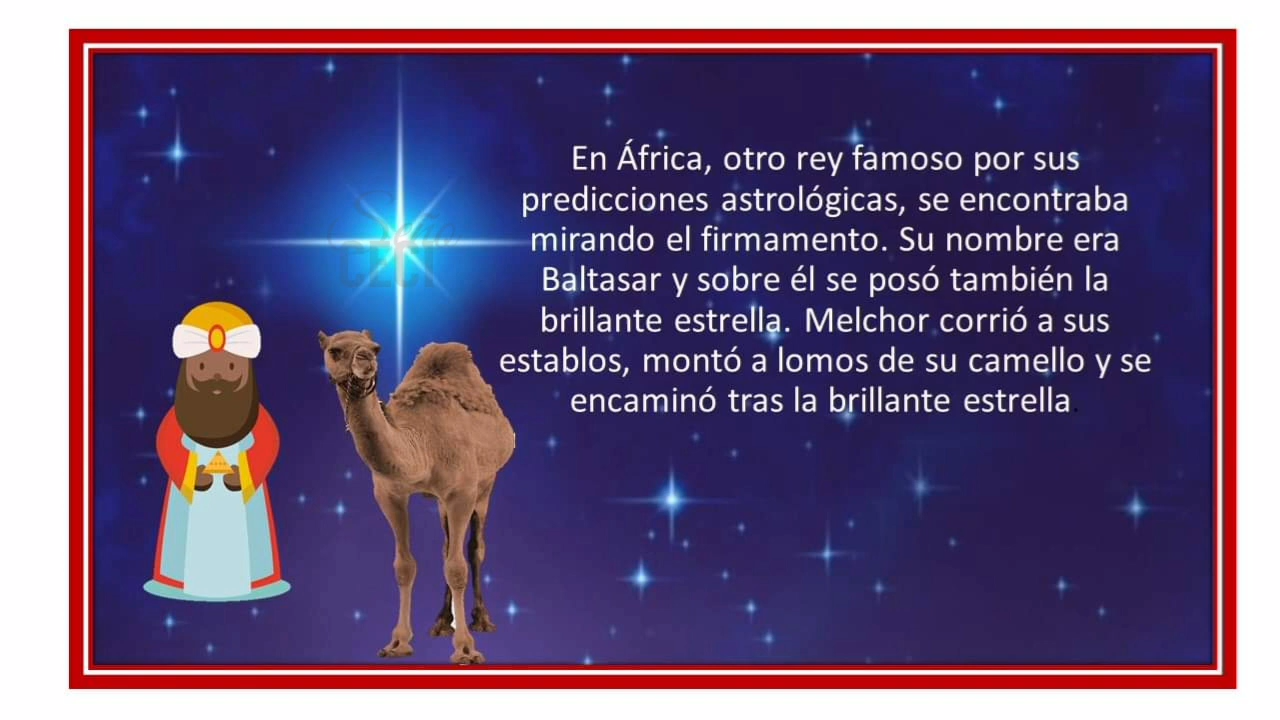 En África, otro rey famoso por sus
predicciones astrológicas, se encontraba
mirando el firmamento. Su nombre era
Baltasar y sobre él se posó también la
brillante estrella. Melchor corrió a sus
establos, montó a lomos de su camello y se
encaminó tras la brillante estrella.